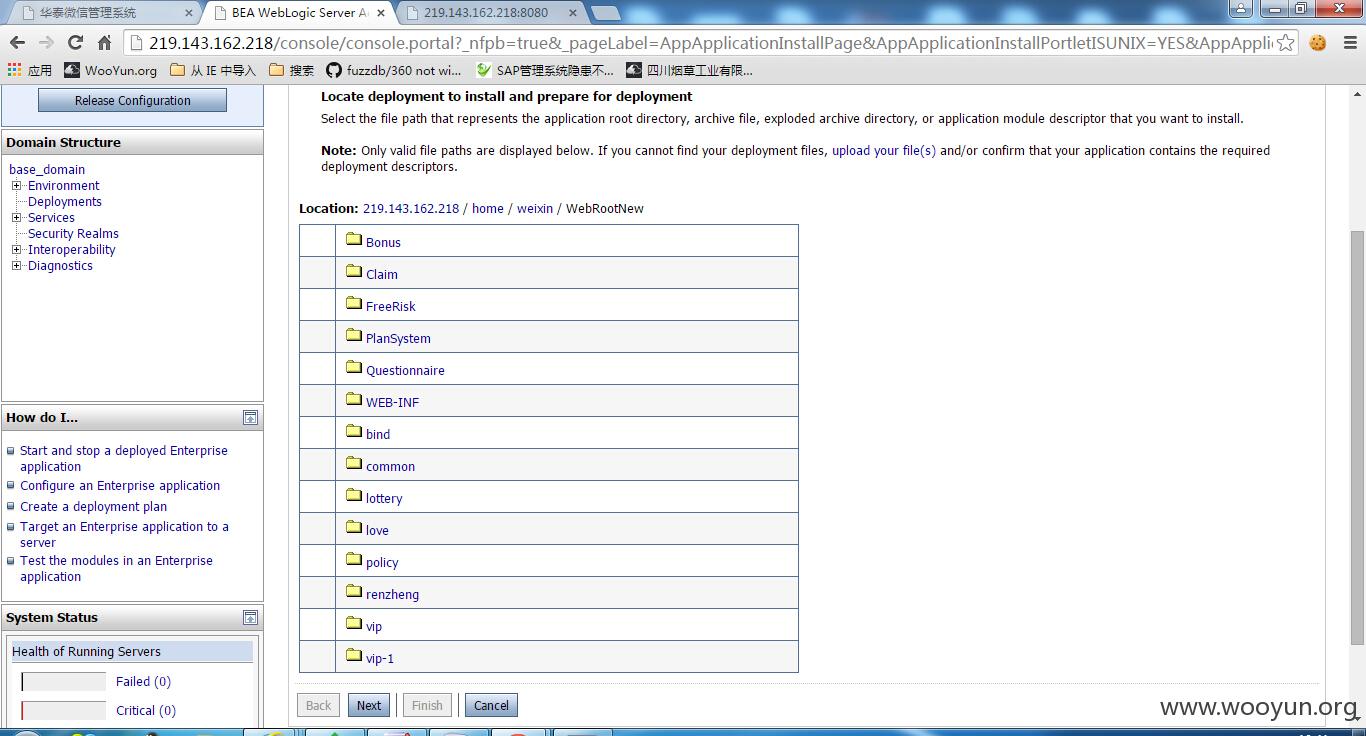 华泰微信管理系统
BEA WebLogic Server A
219.143.162.218:8080
219.143.162.218/console/console.portal?_nfpb=true&_pageLabel=AppApplicationInstallPage&AppApplicationInstallPortletISUNIX=YES&AppAppli
应用
WooYun.org
从 IE 中导入
搜索
fuzzdb/360 not wi...
SAP管理系统隐患不...
四川烟草工业有限...
Release Configuration
Domain Structure
base_domain
Environment
Deployments
Services
Security Realms
Interoperability
Diagnostics
How do I...
Start and stop a deployed Enterprise
application
Configure an Enterprise application
Create a deployment plan
Target an Enterprise application to a
server
Test the modules in an Enterprise
application
System Status
Health of Running Servers
Failed (0)
Critical (0)
Locate deployment to install and prepare for deployment
Select the file path that represents the application root directory, archive file, exploded archive directory, or application module descriptor that you want to install.
Note: Only valid file paths are displayed below. If you cannot find your deployment files, upload your file(s) and/or confirm that your application contains the required
deployment descriptors.
Location: 219.143.162.218 / home / weixin / WebRootNew
Bonus
Claim
FreeRisk
PlanSystem
Questionnaire
WEB-INF
bind
common
lottery
love
policy
renzheng
vip
vip-1
Back Next Finish Cancel
www.wooyun.org